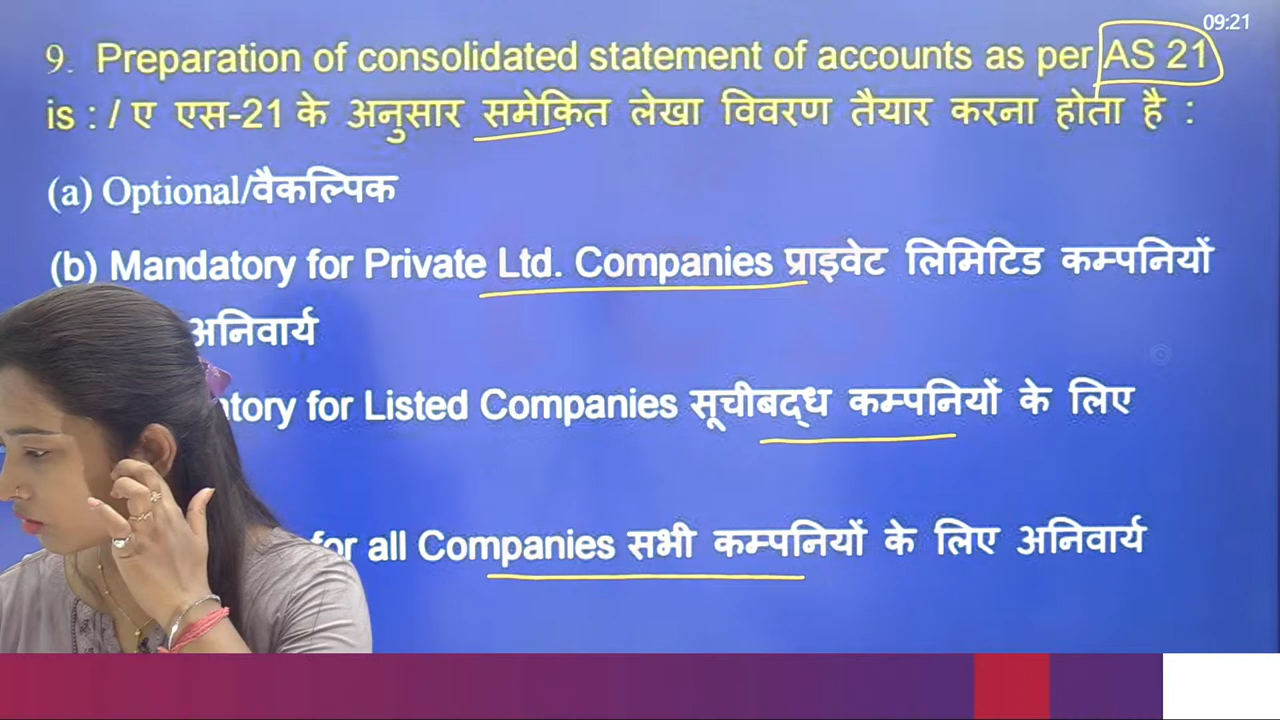 09:21
9. Preparation of consolidated statement of accounts as per AS 21
is : / ए एस-21 के अनुसार समेकित लेखा विवरण तैयार करना होता है :
(a) Optional/वैकल्पिक
(b) Mandatory for Private Ltd. Companies प्राइवेट लिमिटिड कम्पनियों
अनिवार्य
for Listed Companies सूचीबद्ध कम्पनियों के लिए
for all Companies सभी कम्पनियों के लिए अनिवार्य